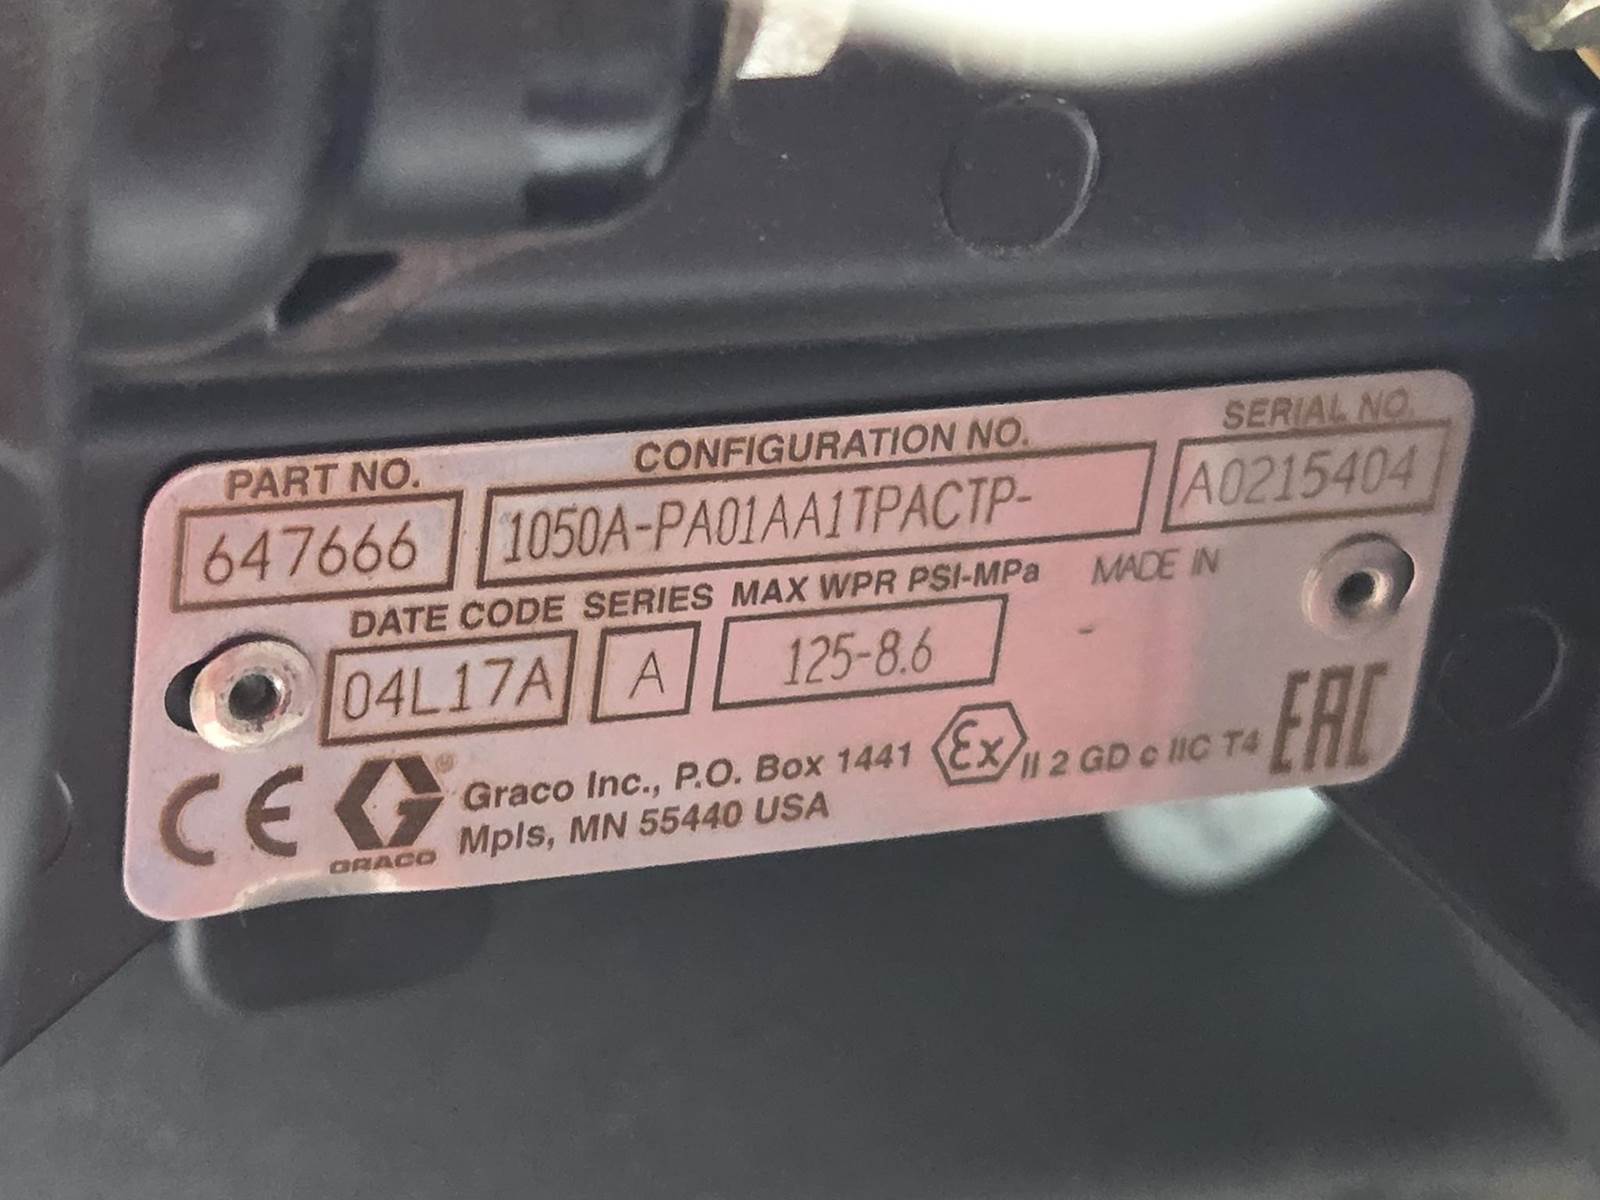 PART NO. CONFIGURATION NO. SERIAL NO.
647666 1050A-PA01AA1TPACTP- A0215404
DATE CODE SERIES MAX WPR PSI-MPa MADE IN
04L17A A 125-8.6 -
CE GRACO ® Graco Inc., P.O. Box 1441 Ex II 2 GD c IIC T4 EAC
Mpls, MN 55440 USA